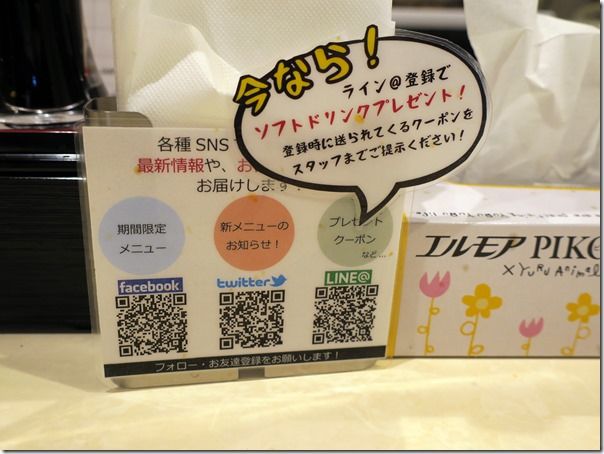 今なら!
ライン@登録で
ソフトドリンクプレゼント!
登録時に送られてくるクーポンを
スタッフまでご提示ください!
各種 SNS
最新情報や、お
お届けします!
期間限定
メニュー
新メニューの
お知らせ!
プレゼント
クーポン
など…
facebook
twitter
LINE@
フォロー・お友達登録をお願いします!
エルモア PIKO
×YURU Animal